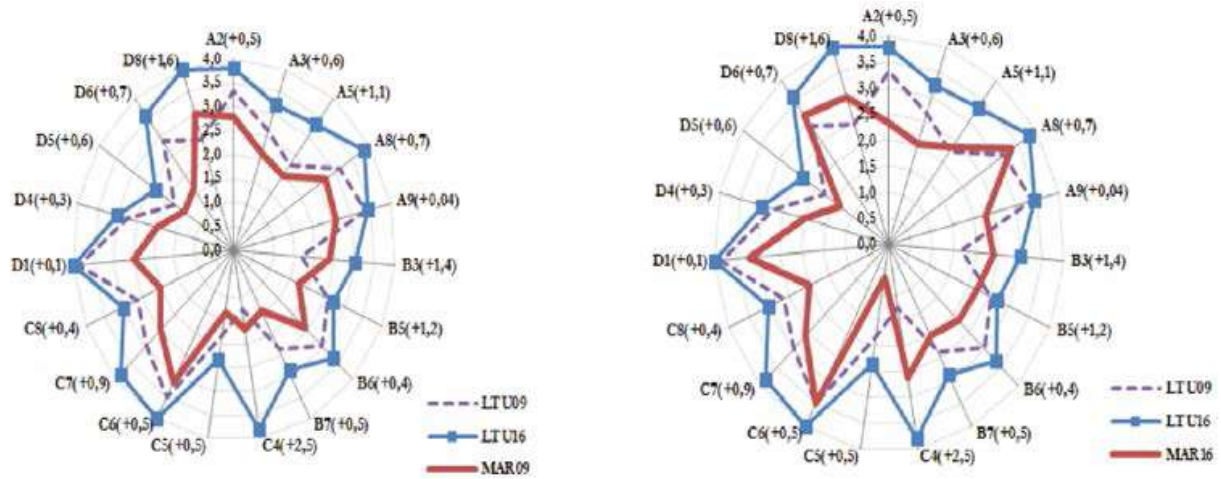 A2(+0,5)
A3(+0,6)
A5(+1,1)
A8(+0,7)
A9(+0,04)
B3(+1,4)
B5(+1,2)
B6(+0,4)
B7(+0,5)
C4(+2,5)
C5(+0,5)
C6(+0,5)
C7(+0,9)
C8(+0,4)
D1(+0,1)
D4(+0,3)
D5(+0,6)
D6(+0,7)
D8(+1,6)
4,0
3,5
3,0
2,5
2,0
1,5
1,0
0,5
0,0
LTU09
LTU16
MAR09
A2(+0,5)
A3(+0,6)
A5(+1,1)
A8(+0,7)
A9(+0,04)
B3(+1,4)
B5(+1,2)
B6(+0,4)
B7(+0,5)
C4(+2,5)
C5(+0,5)
C6(+0,5)
C7(+0,9)
C8(+0,4)
D1(+0,1)
D4(+0,3)
D5(+0,6)
D6(+0,7)
D8(+1,6)
4,0
3,5
3,0
2,5
2,0
1,5
1,0
0,5
0,0
LTU09
LTU16
MAR16